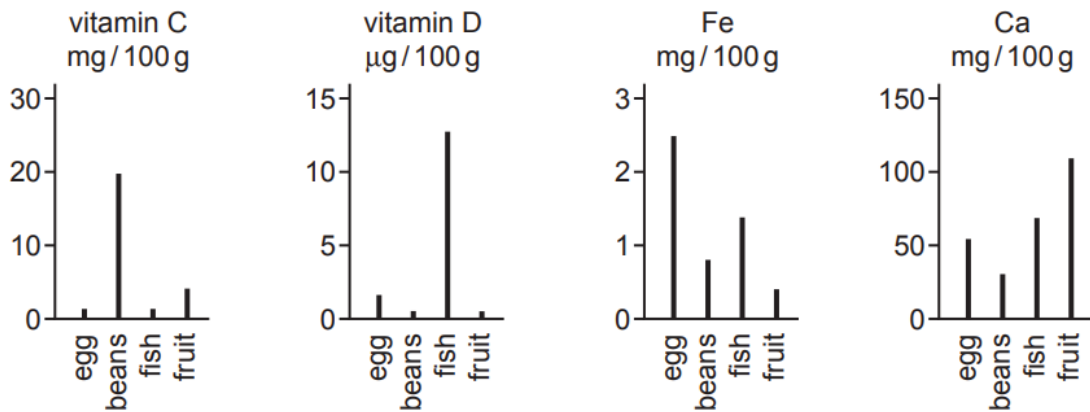 vitamin C
mg / 100 g
30
20
10
0
egg
beans
fish
fruit
vitamin D
µg / 100 g
15
10
5
0
egg
beans
fish
fruit
Fe
mg / 100 g
3
2
1
0
egg
beans
fish
fruit
Ca
mg / 100 g
150
100
50
0
egg
beans
fish
fruit